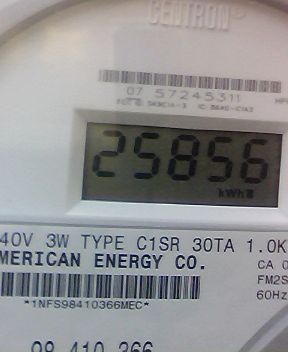 CENTRON®
07 57245311
25856
kWh
40V 3W TYPE C1SR 30TA 1.0K
MERICAN ENERGY CO.
CA 0
FM2S
60Hz
*1NFS98410366MEC*
98 410 366